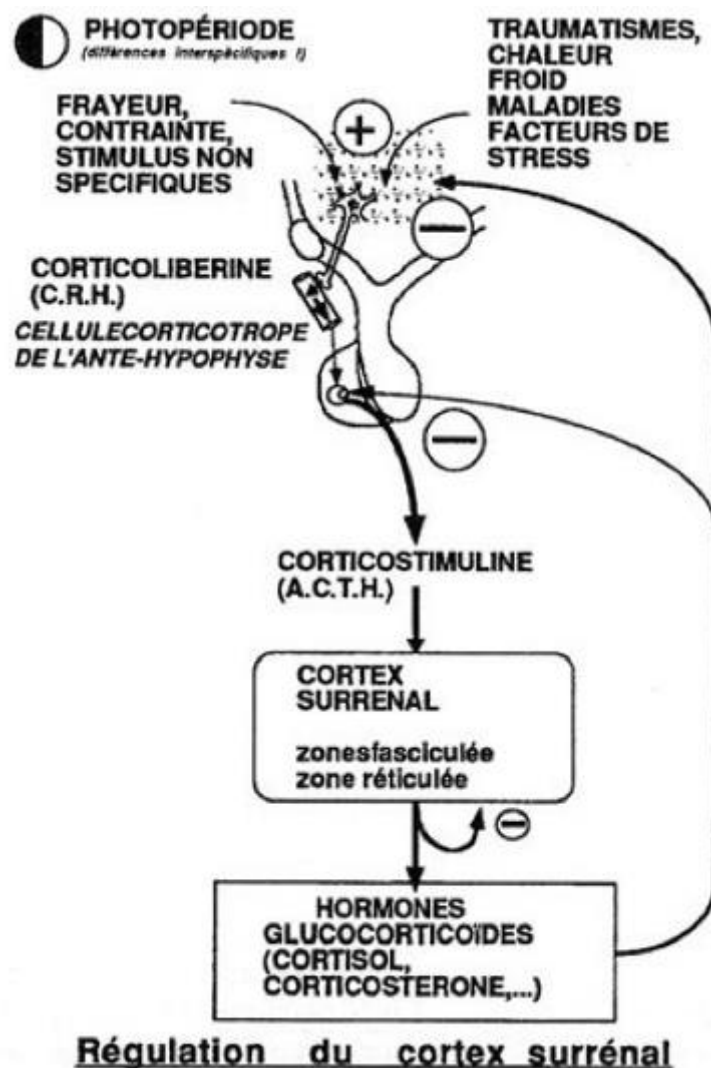 PHOTOPÉRIODE
(différences interspécifiques !)
FRAYEUR,
CONTRAINTE,
STIMULUS NON
SPECIFIQUES
TRAUMATISMES,
CHALEUR
FROID
MALADIES
FACTEURS DE
STRESS
+
—
CORTICOLIBERINE
(C.R.H.)
CELLULECORTICOTROPE
DE L'ANTE-HYPOPHYSE
—
CORTICOSTIMULINE
(A.C.T.H.)
CORTEX
SURRENAL
zonesfasciculée
zone réticulée
—
HORMONES
GLUCOCORTICOÏDES
(CORTISOL,
CORTICOSTERONE,...)
Régulation du cortex surrénal